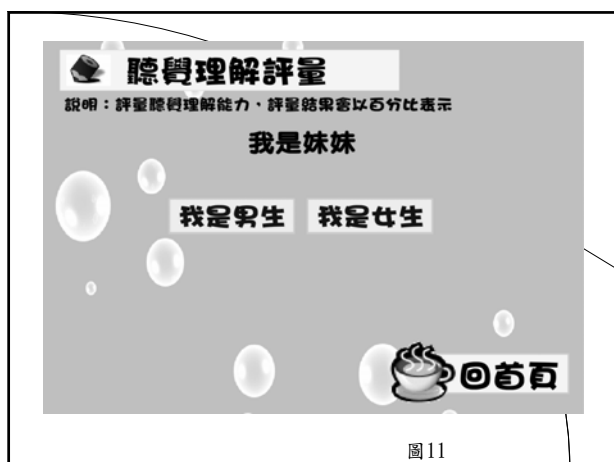 聽覺理解評量
說明：評量聽覺理解能力，評量結果會以百分比表示
我是妹妹
我是男生 我是女生
回首頁
圖11